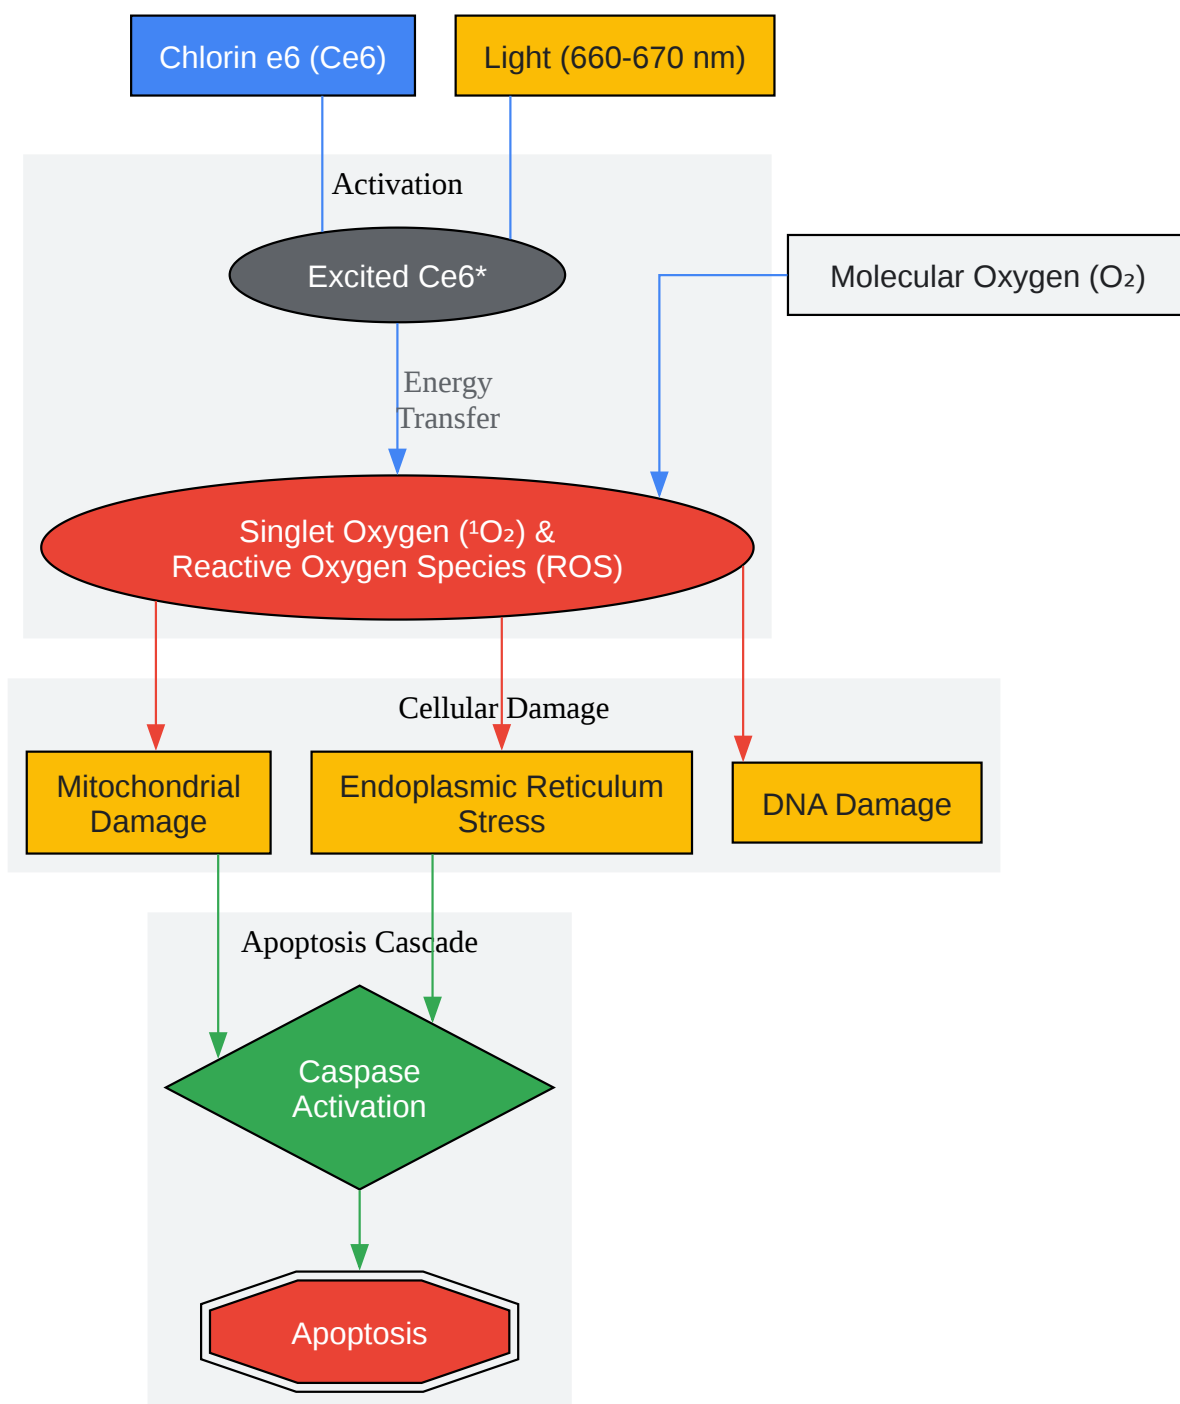 Chlorin e6 (Ce6)
Light (660-670 nm)
Activation
Excited Ce6*
Molecular Oxygen (O₂)
Energy
Transfer
Singlet Oxygen (¹O₂) &
Reactive Oxygen Species (ROS)
Cellular Damage
Mitochondrial
Damage
Endoplasmic Reticulum
Stress
DNA Damage
Apoptosis Cascade
Caspase
Activation
Apoptosis